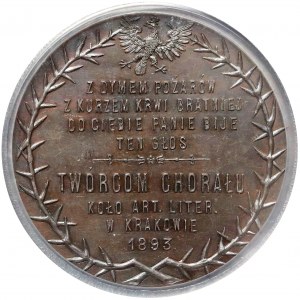 Z DYMEM POŻARÓW
Z KURZEM KRWI BRATNIEJ
DO CIEBIE PANIE BIJE
TEN GŁOS
TWÓRCOM CHORAŁU
KOŁO ART. LITER.
W KRAKOWIE
1893